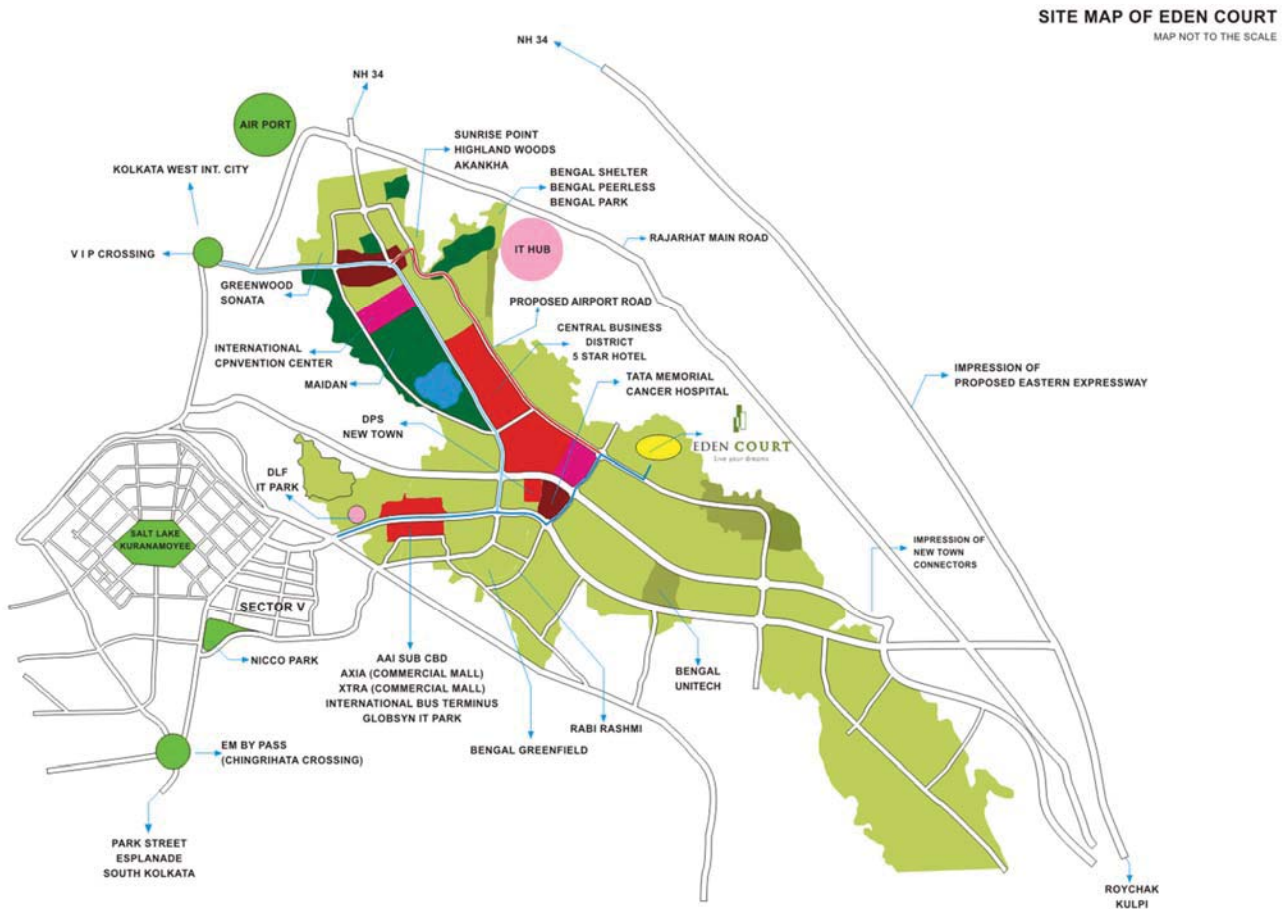 SITE MAP OF EDEN COURT
MAP NOT TO THE SCALE
NH 34
NH 34
AIR PORT
SUNRISE POINT
HIGHLAND WOODS
AKANKHA
KOLKATA WEST INT. CITY
BENGAL SHELTER
BENGAL PEERLESS
BENGAL PARK
V I P CROSSING
IT HUB
RAJARHAT MAIN ROAD
GREENWOOD
SONATA
PROPOSED AIRPORT ROAD
CENTRAL BUSINESS
DISTRICT
5 STAR HOTEL
INTERNATIONAL
CPNVENTION CENTER
MAIDAN
TATA MEMORIAL
CANCER HOSPITAL
IMPRESSION OF
PROPOSED EASTERN EXPRESSWAY
DPS
NEW TOWN
EDEN COURT
Live your dreams
DLF
IT PARK
SALT LAKE
KURANAMOYEE
IMPRESSION OF
NEW TOWN
CONNECTORS
SECTOR V
NICCO PARK
AAI SUB CBD
AXIA (COMMERCIAL MALL)
XTRA (COMMERCIAL MALL)
INTERNATIONAL BUS TERMINUS
GLOBSYN IT PARK
BENGAL
UNITECH
RABI RASHMI
BENGAL GREENFIELD
EM BY PASS
(CHINGRIHATA CROSSING)
PARK STREET
ESPLANADE
SOUTH KOLKATA
ROYCHAK
KULPI